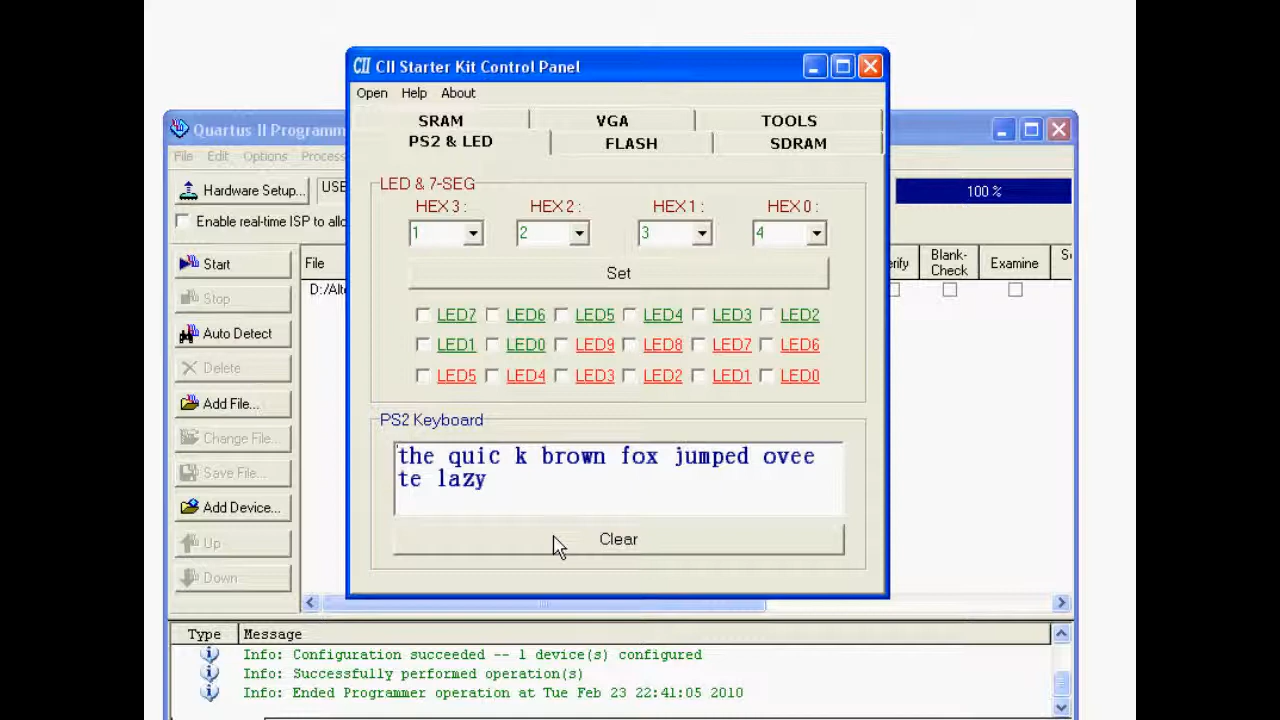 CII Starter Kit Control Panel
Open Help About
SRAM VGA TOOLS
PS2 & LED FLASH SDRAM
LED & 7-SEG
HEX 3 : HEX 2 : HEX 1 : HEX 0 :
1 2 3 4
Set
LED7 LED6 LED5 LED4 LED3 LED2
LED1 LED0 LED9 LED8 LED7 LED6
LED5 LED4 LED3 LED2 LED1 LED0
PS2 Keyboard
the quic k brown fox jumped ovee
te lazy
Clear
Quartus II
File Edit Options
Hardware Setup...
100 %
Enable real-time ISP to
Start
Stop
Auto Detect
Delete
Add File...
Change File...
Save File...
Add Device...
Up
Down
File Blank-
Check Examine
Type Message
Info: Configuration succeeded -- 1 device(s) configured
Info: Successfully performed operation(s)
Info: Ended Programmer operation at Tue Feb 23 22:41:05 2010